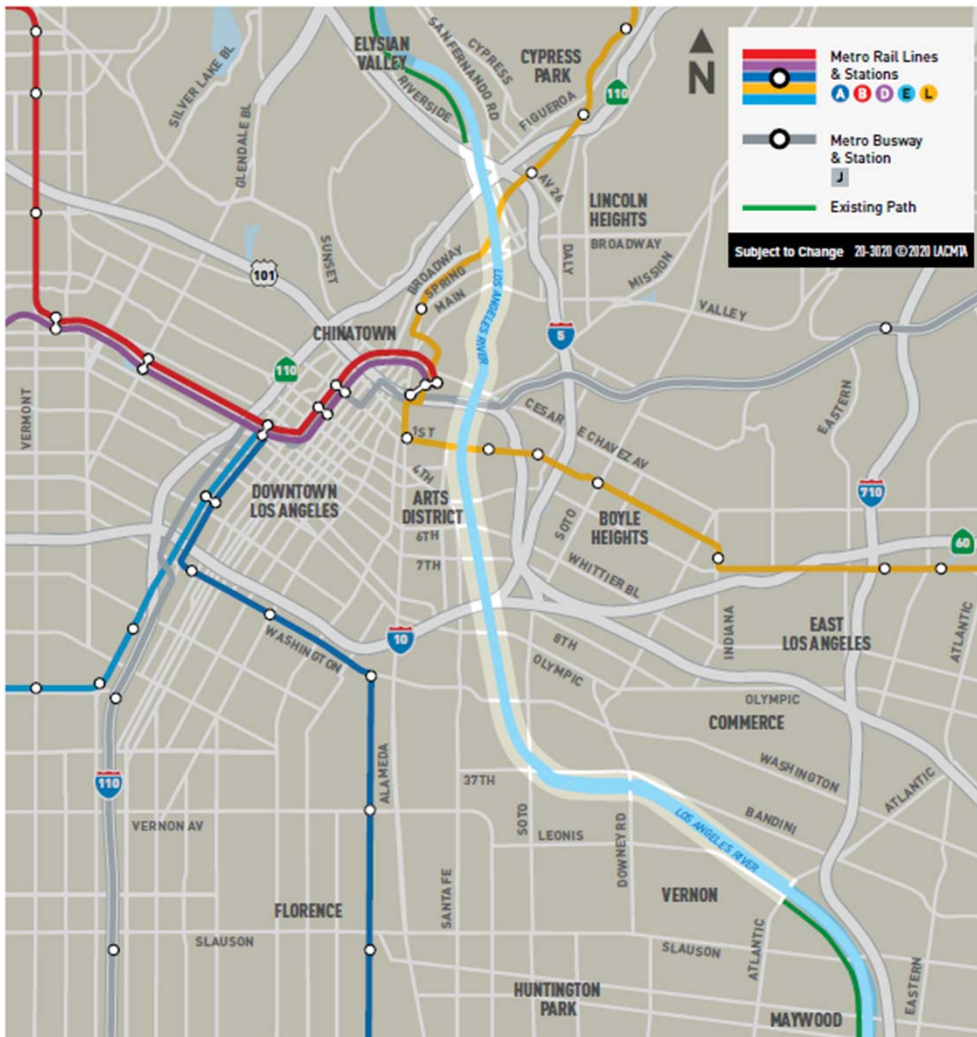 ELYSIAN
VALLEY
SAN FERNANDO RD
CYPRESS
CYPRESS
PARK
N
Metro Rail Lines
& Stations
A B D E L
Metro Busway
& Station
J
Existing Path
Subject to Change 20-3020 ©2020 LACMTA
SILVER LAKE BL
GLENDALE BL
RIVERSIDE
FIGUEROA
110
AV 26
LINCOLN
HEIGHTS
BROADWAY
DALY
MISSION
VALLEY
101
SUNSET
BROADWAY
SPRING
MAIN
LOS ANGELES RIVER
5
CHINATOWN
110
VERMONT
CESAR E CHAVEZ AV
EASTERN
1ST
4TH
DOWNTOWN
LOS ANGELES
ARTS
DISTRICT
6TH
7TH
SOTO
BOYLE
HEIGHTS
WHITTIER BL
710
60
INDIANA
EAST
LOS ANGELES
ATLANTIC
WASHINGTON
10
8TH
OLYMPIC
OLYMPIC
COMMERCE
WASHINGTON
ATLANTIC
110
ALAMEDA
37TH
SOTO
LEONIS
DOWNEY RD
BANDINI
LOS ANGELES RIVER
VERNON AV
VERNON
FLORENCE
SANTA FE
SLAUSON
SLAUSON
ATLANTIC
EASTERN
HUNTINGTON
PARK
MAYWOOD